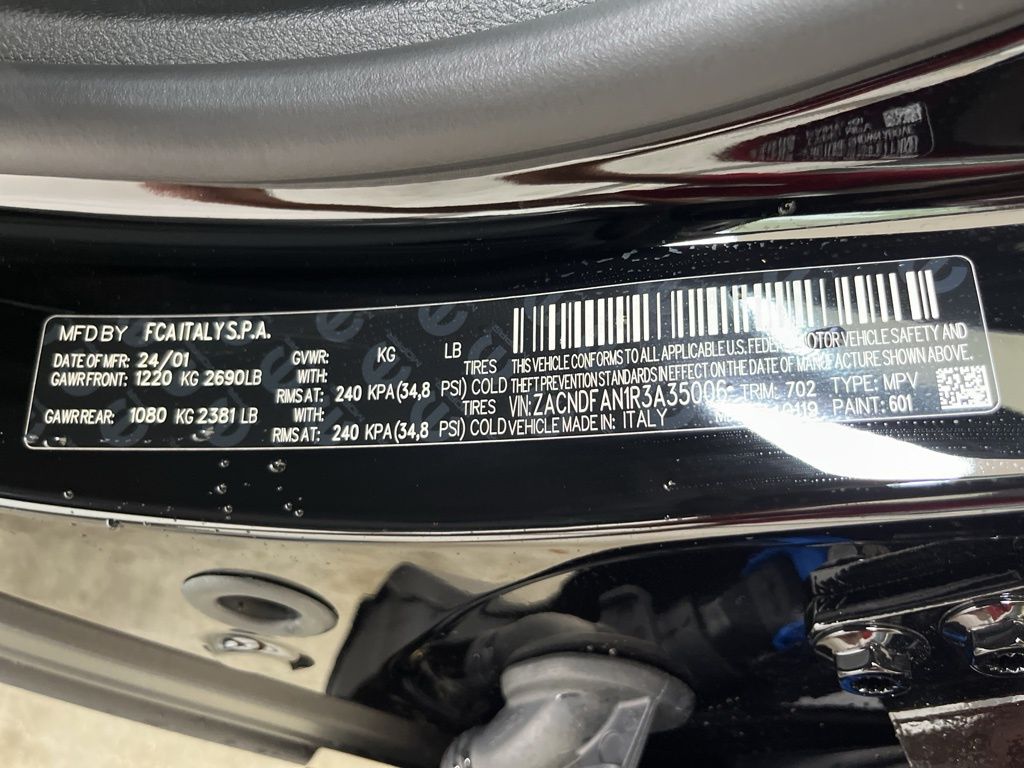 MFD BY FCA ITALY S.P.A.
DATE OF MFR: 24/01 GVWR: KG LB
GAWR FRONT: 1220 KG 2690 LB WITH: TIRES
RIMS AT: 240 KPA (34,8 PSI) COLD
GAWR REAR: 1080 KG 2381 LB WITH: TIRES
RIMS AT: 240 KPA (34,8 PSI) COLD
THIS VEHICLE CONFORMS TO ALL APPLICABLE U.S. FEDERAL MOTOR VEHICLE SAFETY AND
THEFT PREVENTION STANDARDS IN EFFECT ON THE DATE OF MANUFACTURE SHOWN ABOVE.
VIN: ZACNDFAN1R3A35006 TRIM: 702 TYPE: MPV
VEHICLE MADE IN: ITALY PAINT: 601